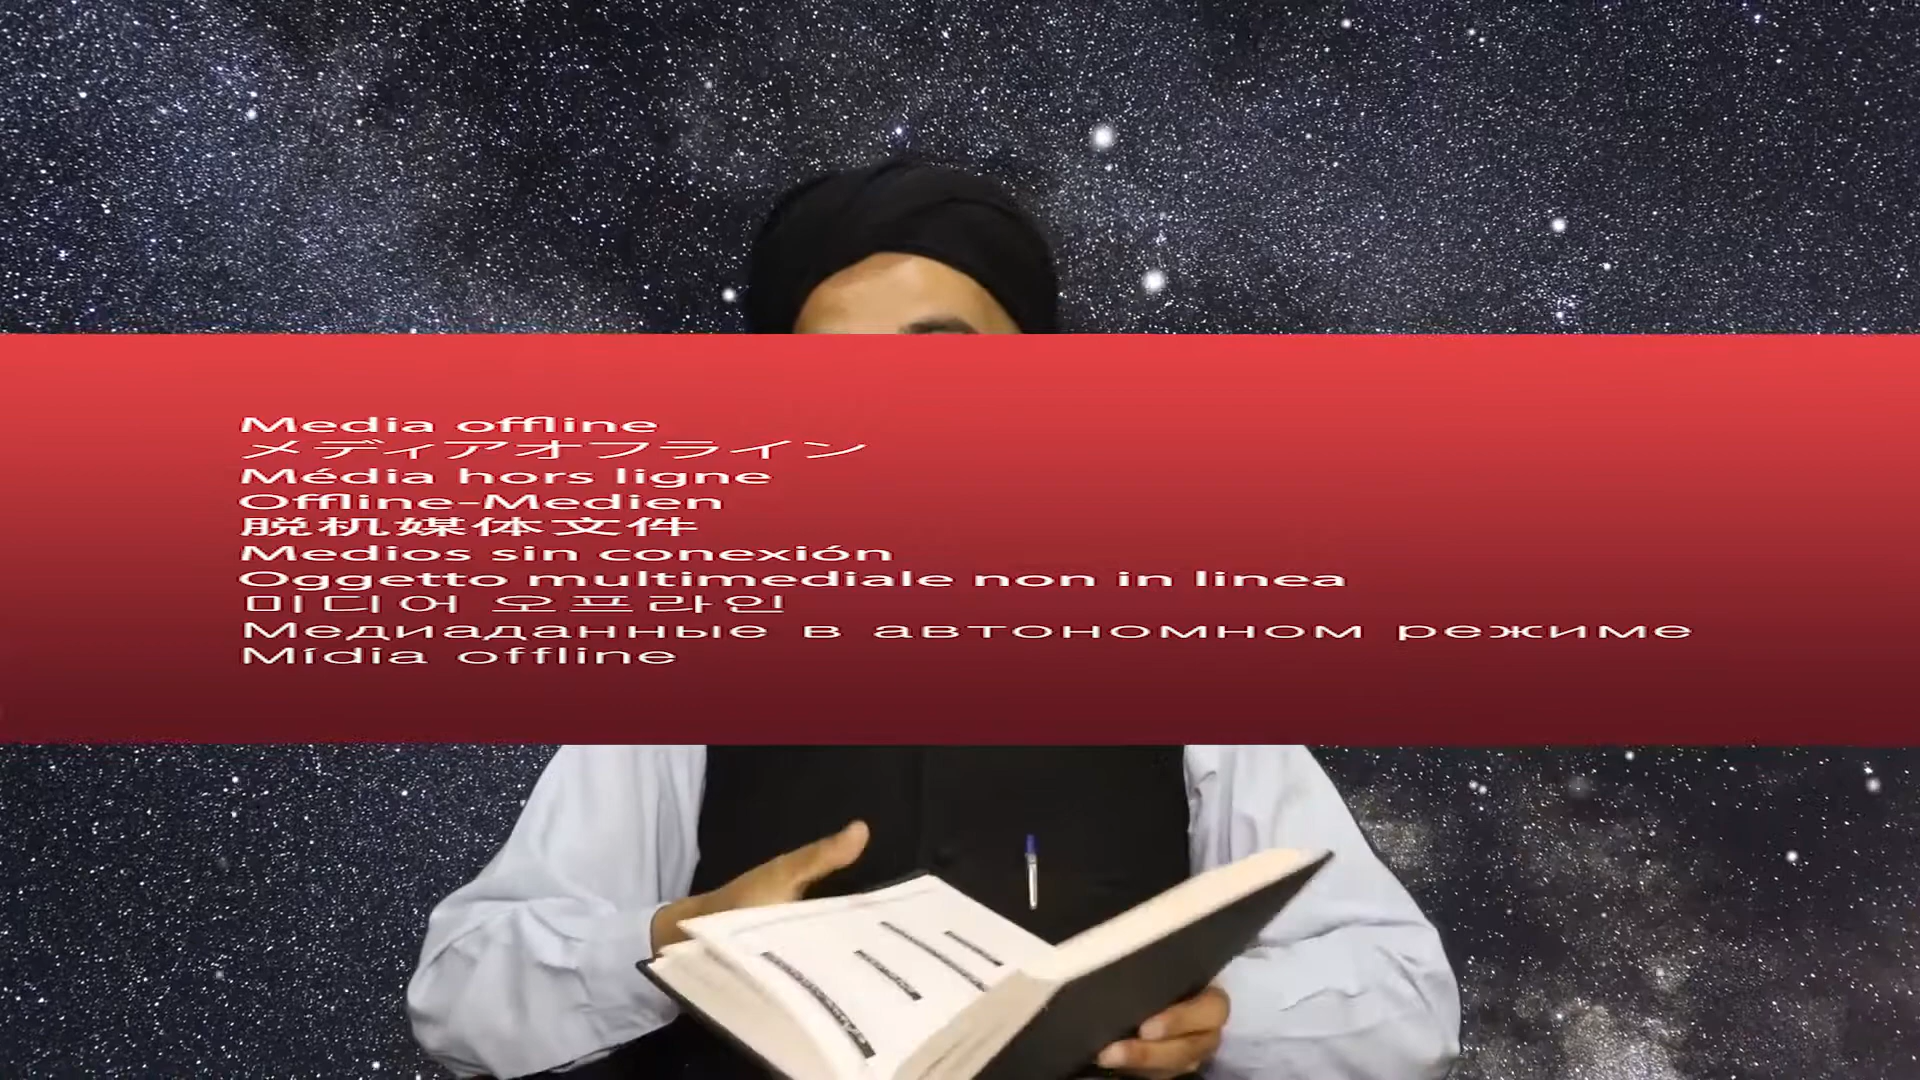 Media offline
メディアオフライン
Média hors ligne
Offline-Medien
脱机媒体文件
Medios sin conexión
Oggetto multimediale non in linea
미디어 오프라인
Медиаданные в автономном режиме
Mídia offline